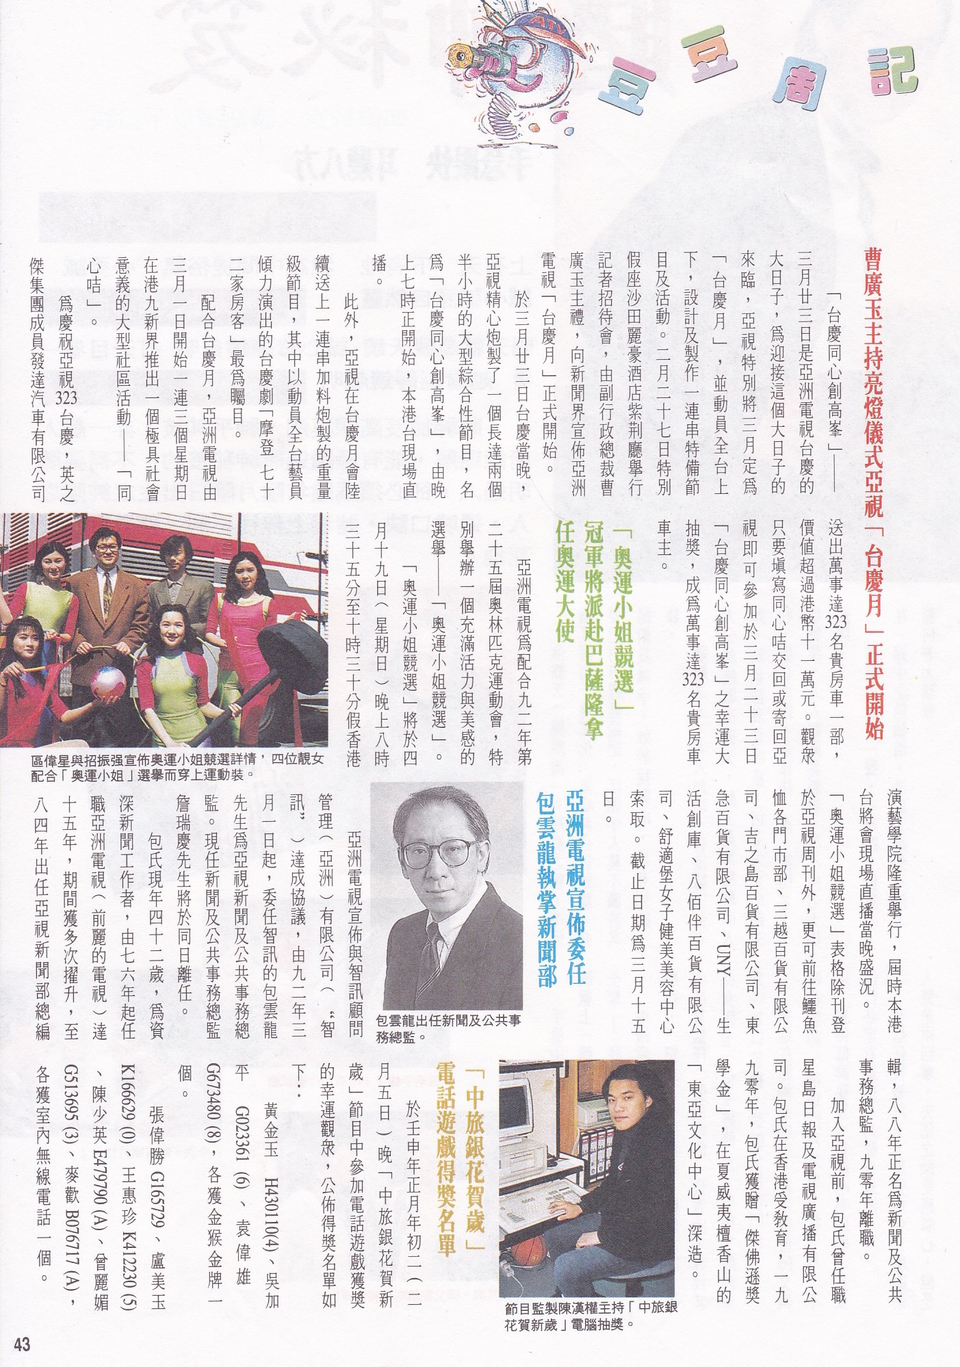 豆豆周記
曹廣玉主持亮燈儀式亞視「台慶月」正式開始
「台慶同心創高峯」——
三月廿三日是亞洲電視台慶的
大日子，爲迎接這個大日子的
來臨，亞視特別將三月定爲
「台慶月」，並動員全台上
下，設計及製作一連串特備節
目及活動。二月二十七日特別
假座沙田麗豪酒店紫荆廳舉行
記者招待會，由副行政總裁曹
廣玉主禮，向新聞界宣佈亞洲
電視「台慶月」正式開始。
於三月廿三日台慶當晚，
亞視精心炮製了一個長達兩個
半小時的大型綜合性節目，名
爲「台慶同心創高峯」，由晚
上七時正開始，本港台現場直
播。
此外，亞視在台慶月會陸
續送上一連串加料炮製的重量
級節目，其中以動員全台藝員
傾力演出的台慶劇「摩登七十
二家房客」最爲矚目。
配合台慶月，亞洲電視由
三月一日開始一連三個星期日
在港九新界推出一個極具社會
意義的大型社區活動——「同
心咭」。
爲慶祝亞視323台慶，英之
傑集團成員發達汽車有限公司
送出萬事達323名貴房車一部，
價値超過港幣十一萬元。觀衆
只要塡寫同心咭交回或寄回亞
視即可參加於三月二十三日
「台慶同心創高峯」之幸運大
抽獎，成爲萬事達323名貴房車
車主。
「奧運小姐競選」
冠軍將派赴巴薩隆拿
任奧運大使
亞洲電視爲配合九二年第
二十五屆奧林匹克運動會，特
別舉辦一個充滿活力與美感的
選舉—「奧運小姐競選」。
「奧運小姐競選」將於四
月十九日（星期日）晚上八時
三十五分至十時三十分假香港
區偉星與招振强宣佈奧運小姐競選詳情，四位靚女
配合「奧運小姐」選舉而穿上運動裝。
演藝學院隆重舉行，屆時本港
台將會現場直播當晚盛況。
「奧運小姐競選」表格除刊登
於亞視周刊外，更可前往鱷魚
恤各門市部、三越百貨有限公
司、吉之島百貨有限公司、東
急百貨有限公司、UNY——生
活創庫、八佰伴百貨有限公
司、舒適堡女子健美美容中心
索取。截止日期爲三月十五
日。
亞洲電視宣佈委任
包雲龍執掌新聞部
亞洲電視宣佈與智訊顧問
管理（亞洲）有限公司（“智
訊”）達成協議，由九二年三
月一日起，委任智訊的包雲龍
先生爲亞視新聞及公共事務總
監。現任新聞及公共事務總監
詹瑞慶先生將於同日離任。
包氏現年四十二歲，爲資
深新聞工作者，由七六年起任
職亞洲電視（前麗的電視）達
十五年，期間獲多次擢升，至
八四年出任亞視新聞部總編
包雲龍出任新聞及公共事
務總監。
輯，八八年正名爲新聞及公共
事務總監，九零年離職。
加入亞視前，包氏曾任職
星島日報及電視廣播有限公
司。包氏在香港受教育，一九
九零年，包氏獲贈「傑佛遜獎
學金」，在夏威夷檀香山的
「東亞文化中心」深造。
節目監製陳漢權主持「中旅銀
花賀新歲」電腦抽獎。
「中旅銀花賀歲」
電話遊戲得獎名單
於壬申年正月年初二（二
月五日）晚「中旅銀花賀新
歲」節目中參加電話遊戲獲獎
的幸運觀衆，公佈得獎名單如
下：
黃金玉 H430110(4)、吳加
平 G023361 (6)、袁偉雄
G673480 (8)，各獲金猴金牌一
個。
張偉勝G165729、盧美玉
K166629 (0)、王惠珍 K412230 (5)
、陳少英E479790 (A)、曾麗媚
G513695 (3)、麥歡 B076717 (A)，
各獲室內無線電話一個。
43